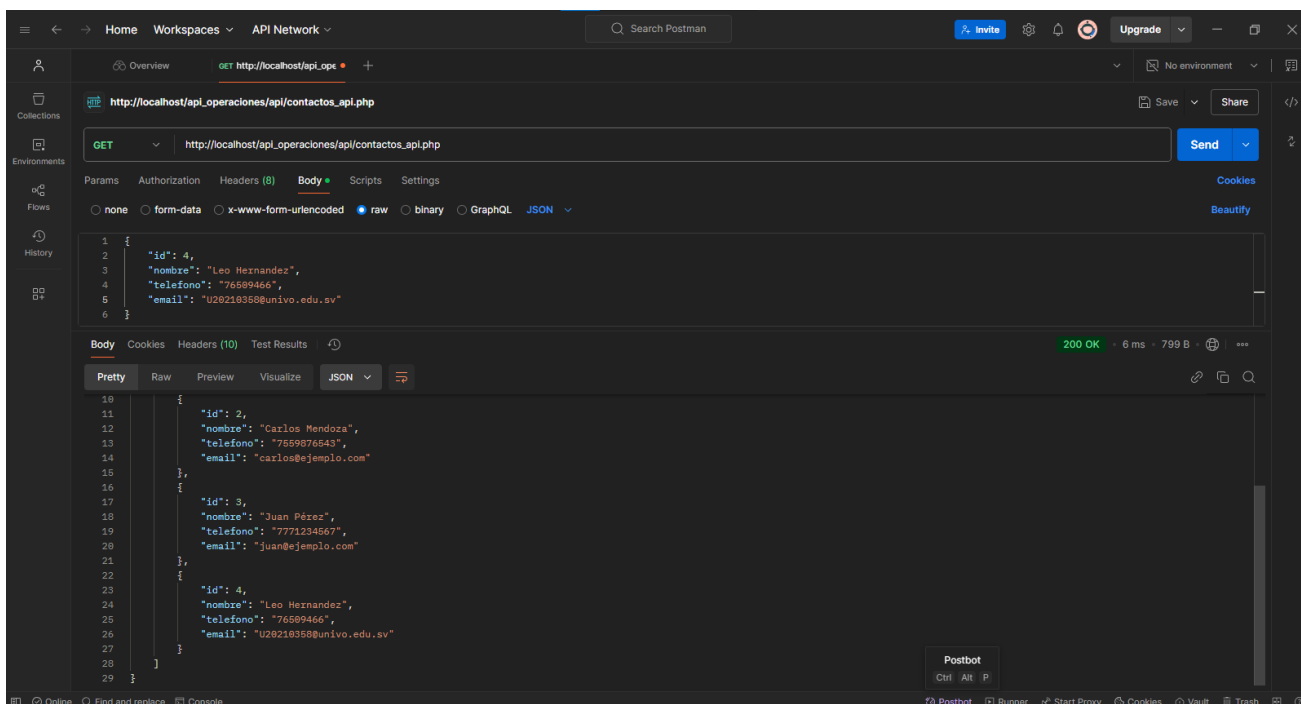 Home Workspaces API Network Search Postman Invite Upgrade
Overview GET http://localhost/api_ope No environment
HTTP http://localhost/api_operaciones/api/contactos_api.php Save Share
Collections
GET http://localhost/api_operaciones/api/contactos_api.php Send
Environments
Params Authorization Headers (8) Body Scripts Settings Cookies
Flows
none form-data x-www-form-urlencoded raw binary GraphQL JSON Beautify
History
1 {
2 "id": 4,
3 "nombre": "Leo Hernandez",
4 "telefono": "76509466",
5 "email": "U20210358@univo.edu.sv"
6 }
Body Cookies Headers (10) Test Results 200 OK 6 ms 799 B
Pretty Raw Preview Visualize JSON
10 {
11 "id": 2,
12 "nombre": "Carlos Mendoza",
13 "telefono": "7559876543",
14 "email": "carlos@ejemplo.com"
15 },
16 {
17 "id": 3,
18 "nombre": "Juan Pérez",
19 "telefono": "7771234567",
20 "email": "juan@ejemplo.com"
21 },
22 {
23 "id": 4,
24 "nombre": "Leo Hernandez",
25 "telefono": "76509466",
26 "email": "U20210358@univo.edu.sv"
27 }
28 ]
29 }
Postbot
Ctrl Alt P
Online Find and replace Console Postbot Runner Start Proxy Cookies Vault Trash